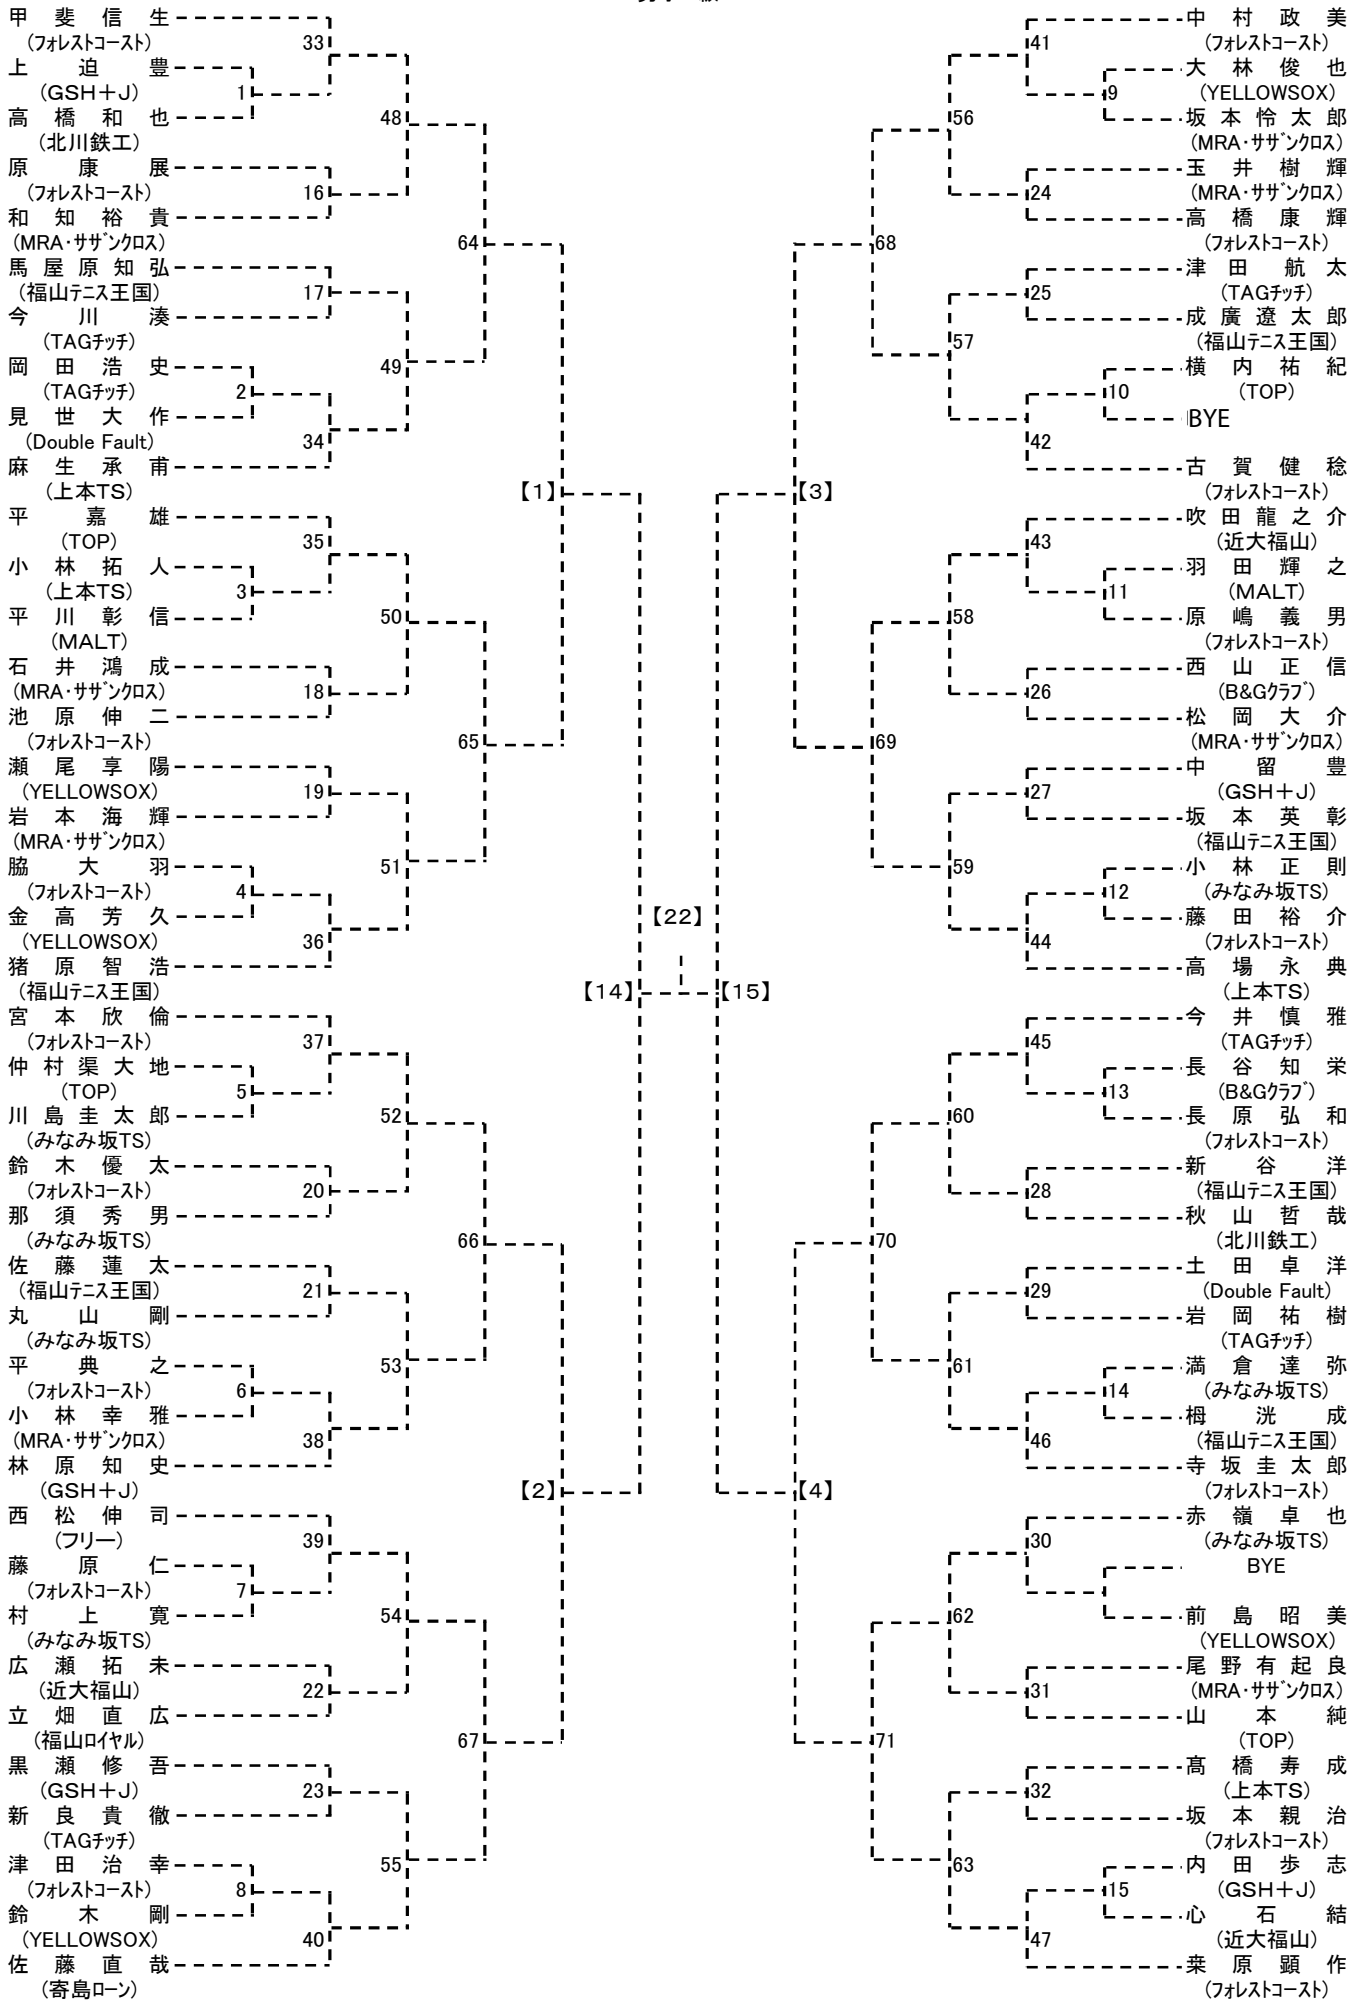 甲斐信生
(フォレストコースト)
33
上迫豊
(GSH+J)
1
高橋和也
(北川鉄工)
48
原康展
(フォレストコースト)
16
和知裕貴
(MRA・サザンクロス)
64
馬屋原知弘
(福山テニス王国)
17
今川湊
(TAGチッチ)
49
岡田浩史
(TAGチッチ)
2
見世大作
(Double Fault)
34
麻生承甫
(上本TS)
【1】
平嘉雄
(TOP)
35
小林拓人
(上本TS)
3
平川彰信
(MALT)
50
石井鴻成
(MRA・サザンクロス)
18
池原伸二
(フォレストコースト)
65
瀬尾享陽
(YELLOWSOX)
19
岩本海輝
(MRA・サザンクロス)
51
脇大羽
(フォレストコースト)
4
金高芳久
(YELLOWSOX)
36
猪原智浩
(福山テニス王国)
【14】
宮本欣倫
(フォレストコースト)
37
仲村渠大地
(TOP)
5
川島圭太郎
(みなみ坂TS)
52
鈴木優太
(フォレストコースト)
20
那須秀男
(みなみ坂TS)
66
佐藤蓮太
(福山テニス王国)
21
丸山剛
(みなみ坂TS)
53
平典之
(フォレストコースト)
6
小林幸雅
(MRA・サザンクロス)
38
林原知史
(GSH+J)
【2】
西松伸司
(フリー)
39
藤原仁
(フォレストコースト)
7
村上寛
(みなみ坂TS)
54
広瀬拓未
(近大福山)
22
立畑直広
(福山ロイヤル)
67
黒瀬修吾
(GSH+J)
23
新良貴徹
(TAGチッチ)
55
津田治幸
(フォレストコースト)
8
鈴木剛
(YELLOWSOX)
40
佐藤直哉
(寄島ローン)
【22】
中村政美
41
(フォレストコースト)
大林俊也
9
(YELLOWSOX)
56
坂本怜太郎
(MRA・サザンクロス)
玉井樹輝
24
(MRA・サザンクロス)
高橋康輝
68
(フォレストコースト)
津田航太
25
(TAGチッチ)
成廣遼太郎
57
(福山テニス王国)
横内祐紀
10
(TOP)
BYE
42
古賀健稔
【3】
(フォレストコースト)
吹田龍之介
43
(近大福山)
羽田輝之
11
(MALT)
58
原嶋義男
(フォレストコースト)
西山正信
26
(B&Gクラブ)
松岡大介
69
(MRA・サザンクロス)
中留豊
27
(GSH+J)
坂本英彰
(福山テニス王国)
59
小林正則
12
(みなみ坂TS)
藤田裕介
44
(フォレストコースト)
高場永典
【15】
(上本TS)
今井慎雅
45
(TAGチッチ)
長谷知栄
13
(B&Gクラブ)
60
長原弘和
(フォレストコースト)
新谷洋
28
(福山テニス王国)
秋山哲哉
70
(北川鉄工)
土田卓洋
29
(Double Fault)
岩岡祐樹
(TAGチッチ)
61
満倉達弥
14
(みなみ坂TS)
栂洸成
46
(福山テニス王国)
寺坂圭太郎
【4】
(フォレストコースト)
赤嶺卓也
30
(みなみ坂TS)
BYE
62
前島昭美
(YELLOWSOX)
尾野有起良
31
(MRA・サザンクロス)
山本純
71
(TOP)
髙橋寿成
32
(上本TS)
坂本親治
(フォレストコースト)
63
内田歩志
15
(GSH+J)
心石結
47
(近大福山)
桒原顕作
(フォレストコースト)